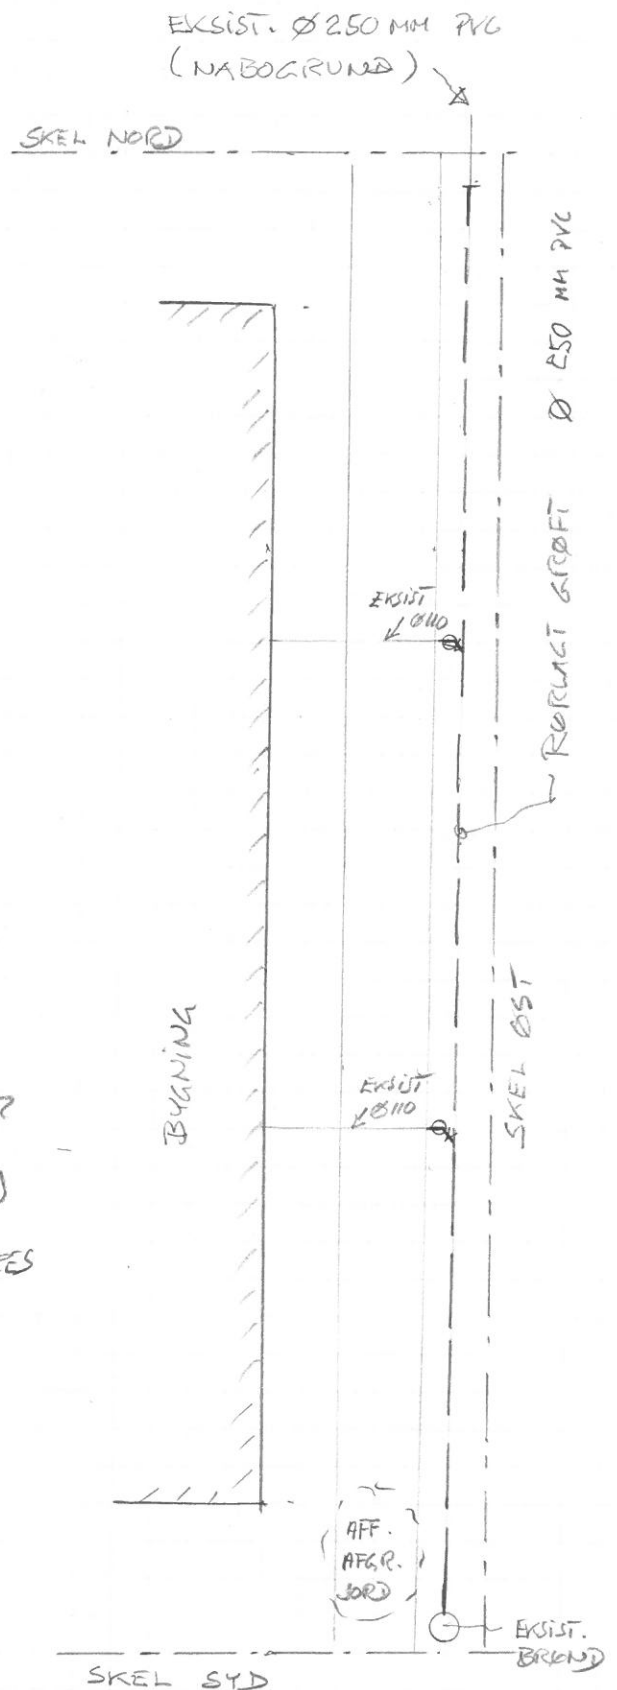 EKSIST. Ø 250 MM PVC
(NABOGRUND)
SKEL NORD
RØRLAGT GRØFT Ø 250 MM PVC
EKSIST
Ø110
SKEL ØST
BYGNING
EKSIST
Ø110
AFF.
AFGR.
JORD
EKSIST.
BRØND
SKEL SYD